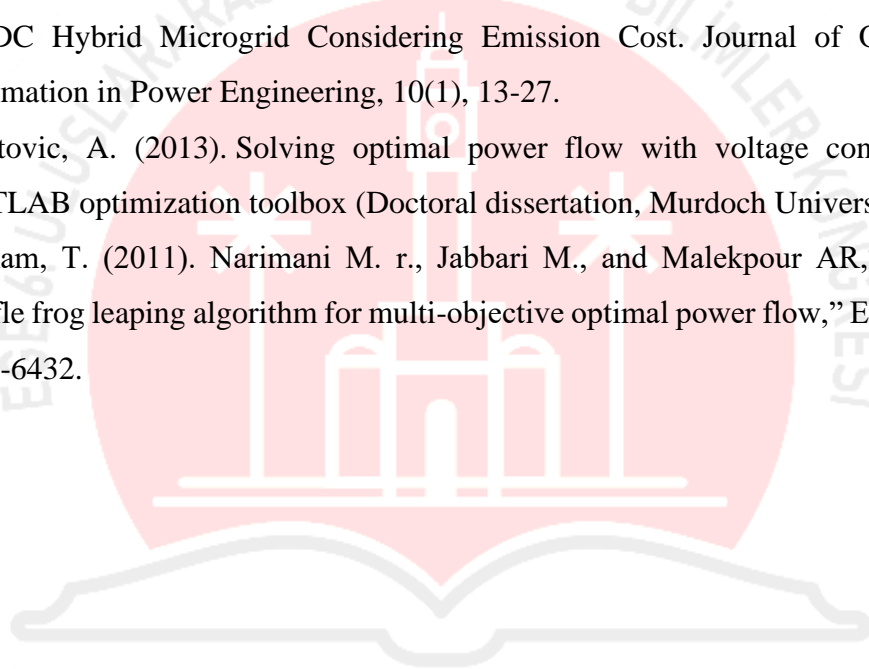 DC Hybrid Microgrid Considering Emission Cost. Journal of O
mation in Power Engineering, 10(1), 13-27.
tovic, A. (2013). Solving optimal power flow with voltage con
TLAB optimization toolbox (Doctoral dissertation, Murdoch Univers
am, T. (2011). Narimani M. r., Jabbari M., and Malekpour AR,
fle frog leaping algorithm for multi-objective optimal power flow,” E
-6432.